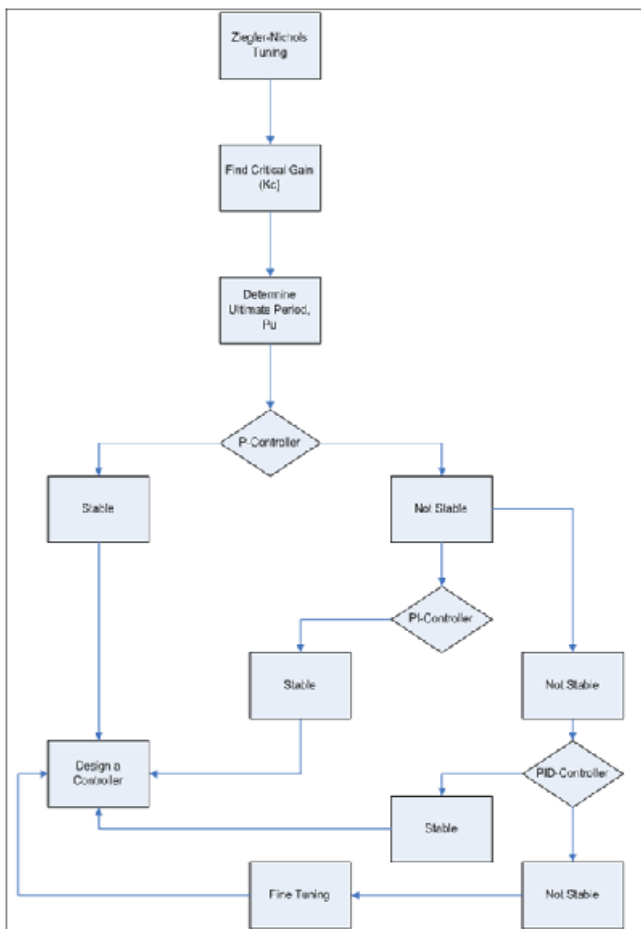 Ziegler-Nichols
Tuning
Find Critical Gain
(Kc)
Determine
Ultimate Period,
Pu
P-Controller
Stable
Not Stable
PI-Controller
Stable
Not Stable
Design a
Controller
PID-Controller
Stable
Fine Tuning
Not Stable